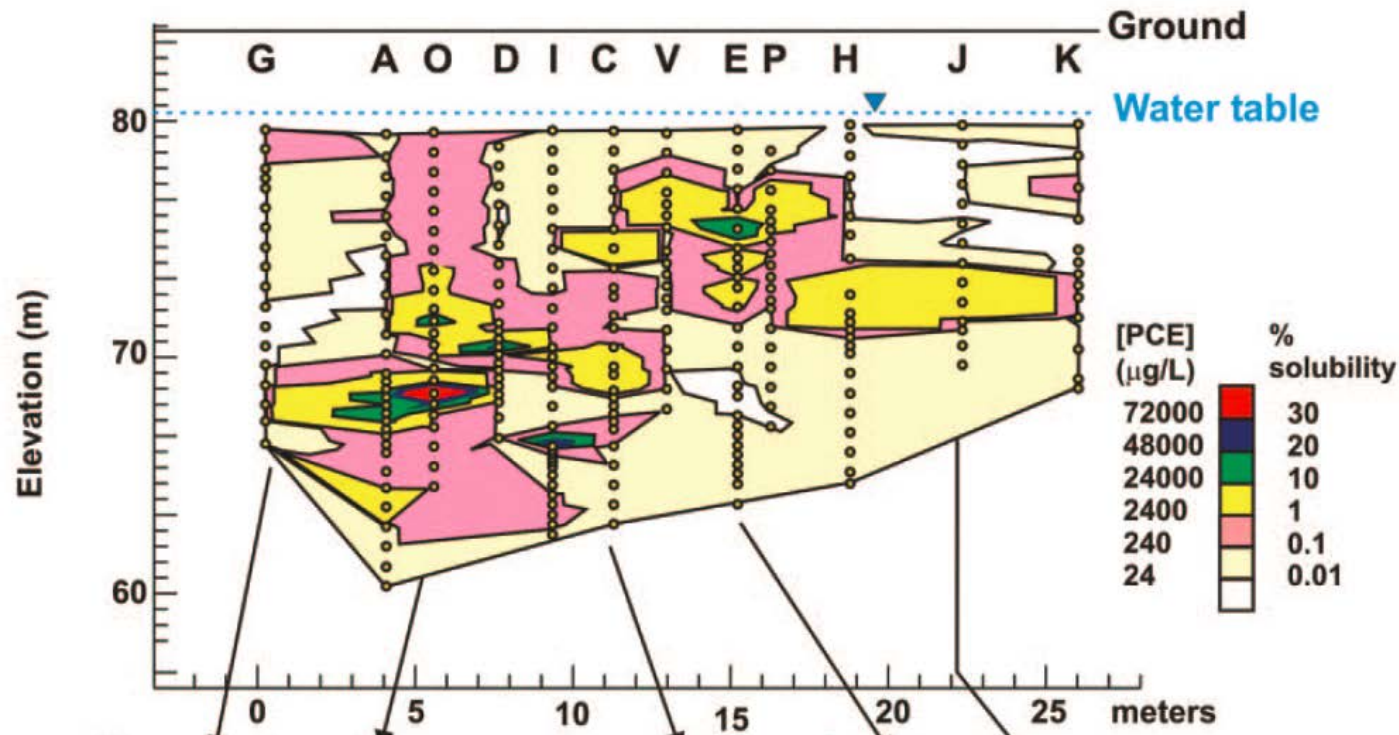 Ground
G A O D I C V E P H J K
Water table
80
70
60
Elevation (m)
[PCE] %
(µg/L) solubility
72000 30
48000 20
24000 10
2400 1
240 0.1
24 0.01
0 5 10 15 20 25 meters